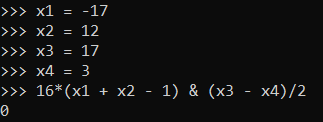 >>> x1 = -17
>>> x2 = 12
>>> x3 = 17
>>> x4 = 3
>>> 16*(x1 + x2 - 1) & (x3 - x4)/2
0